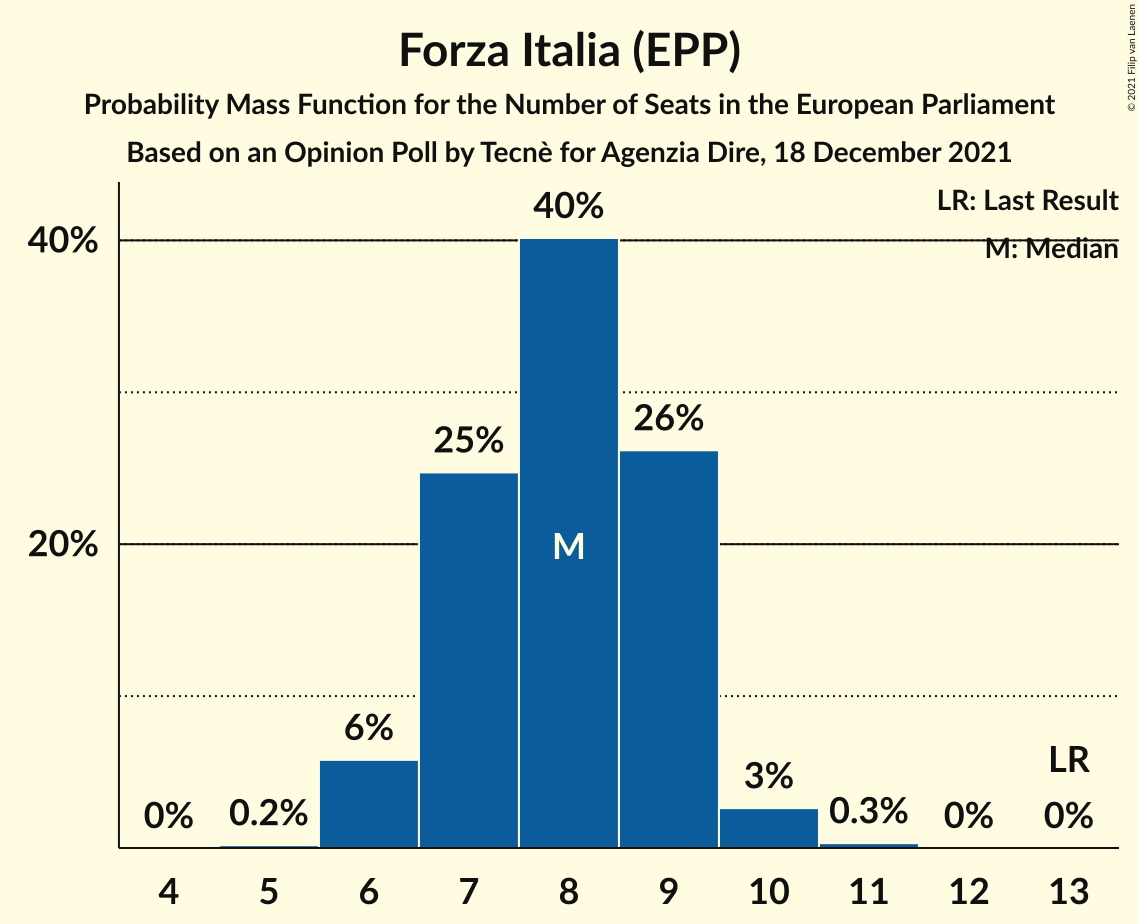 Forza Italia (EPP)
Probability Mass Function for the Number of Seats in the European Parliament
Based on an Opinion Poll by Tecnè for Agenzia Dire, 18 December 2021
© 2021 Filip van Laenen
LR: Last Result
M: Median
40%
20%
0%
0.2%
6%
25%
40%
M
26%
3%
0.3%
0%
LR
0%
4 5 6 7 8 9 10 11 12 13